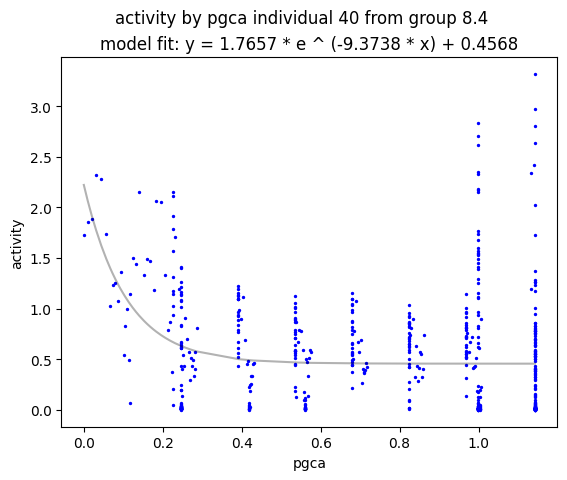 activity by pgca individual 40 from group 8.4
model fit: y = 1.7657 * e ^ (-9.3738 * x) + 0.4568
activity
3.0
2.5
2.0
1.5
1.0
0.5
0.0
0.0 0.2 0.4 0.6 0.8 1.0
pgca